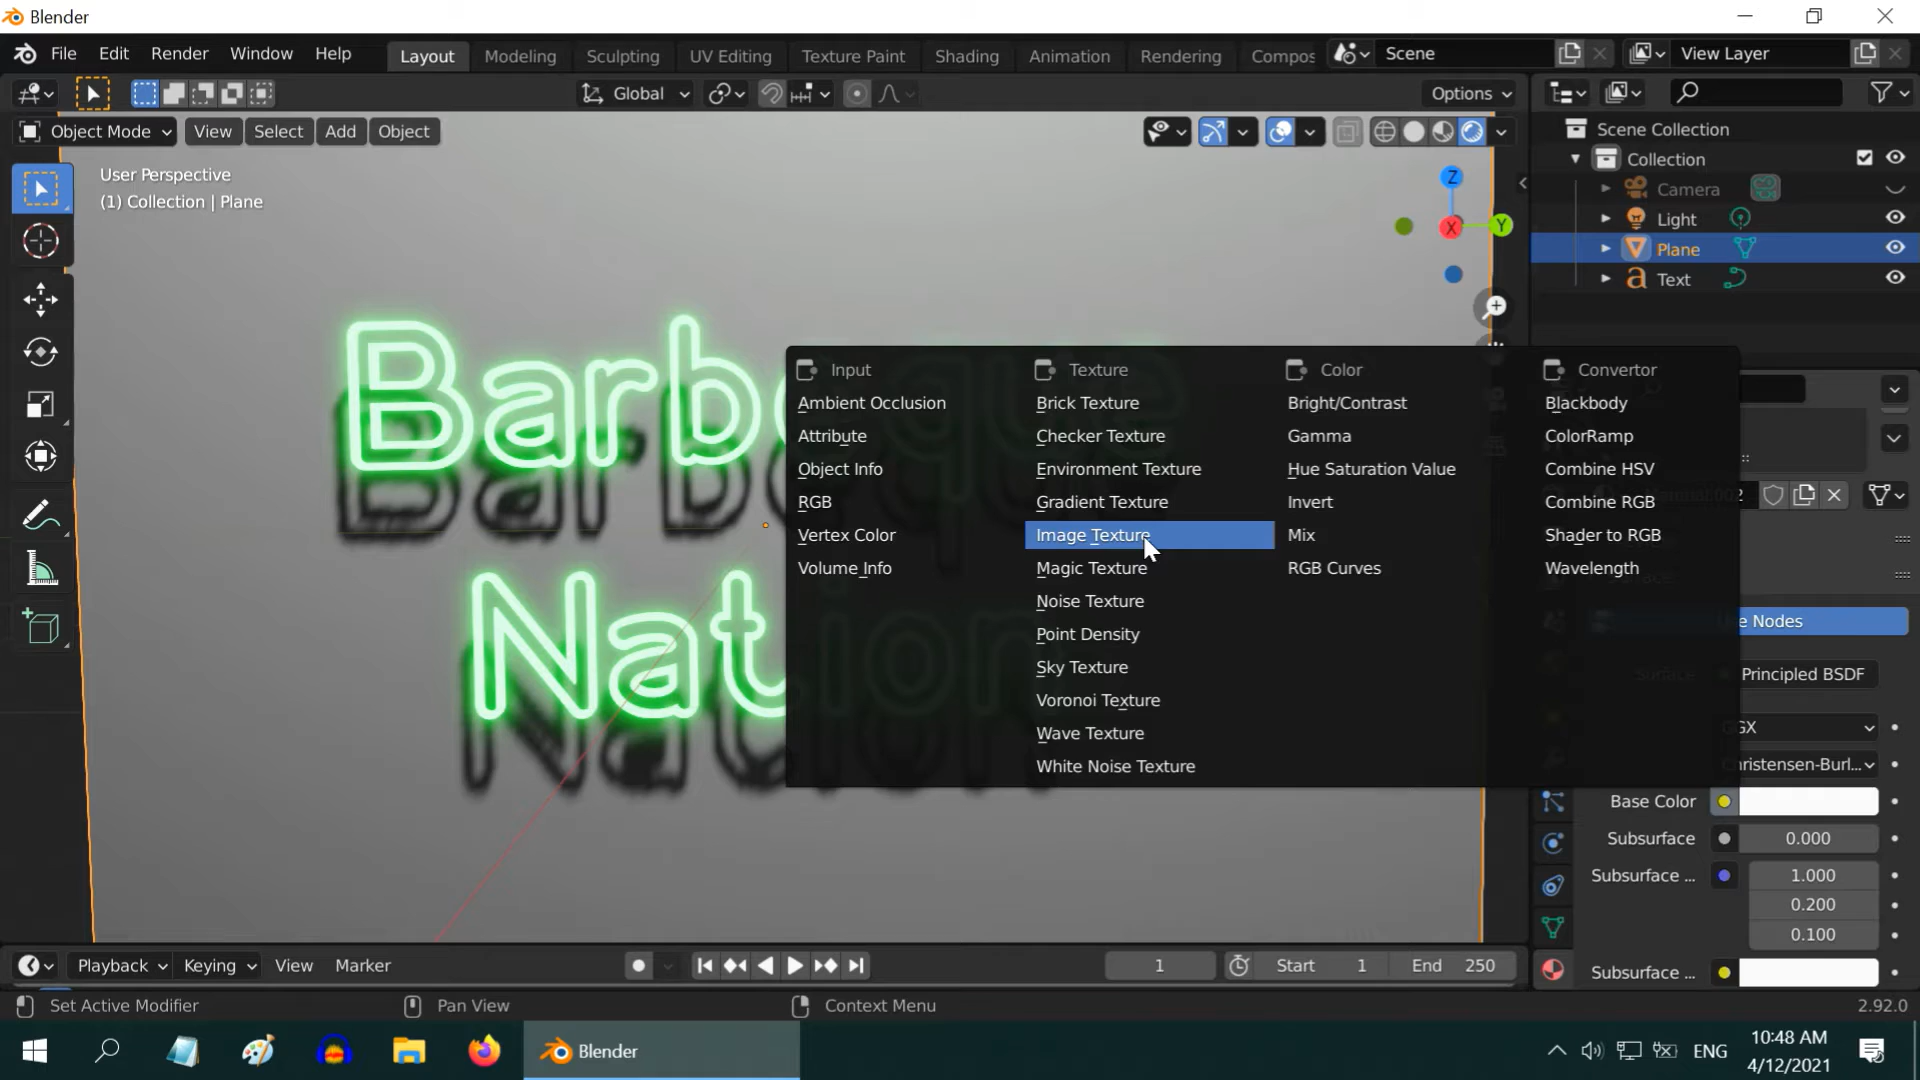 Blender
File Edit Render Window Help Layout Modeling Sculpting UV Editing Texture Paint Shading Animation Rendering Compos Scene View Layer
Global Options
Object Mode View Select Add Object
User Perspective
(1) Collection | Plane
Z
Y
X
Scene Collection
Collection
Camera
Light
Plane
Text
Barbeque
Nation
Input
Ambient Occlusion
Attribute
Object Info
RGB
Vertex Color
Volume Info
Texture
Brick Texture
Checker Texture
Environment Texture
Gradient Texture
Image Texture
Magic Texture
Noise Texture
Point Density
Sky Texture
Voronoi Texture
Wave Texture
White Noise Texture
Color
Bright/Contrast
Gamma
Hue Saturation Value
Invert
Mix
RGB Curves
Convertor
Blackbody
ColorRamp
Combine HSV
Combine RGB
Shader to RGB
Wavelength
e Nodes
Surface Principled BSDF
GX
hristensen-Burl...
Base Color
Subsurface 0.000
Subsurface ... 1.000
0.200
0.100
Subsurface ...
Playback Keying View Marker 1 Start 1 End 250
Set Active Modifier Pan View Context Menu 2.92.0
Blender ENG 10:48 AM
4/12/2021